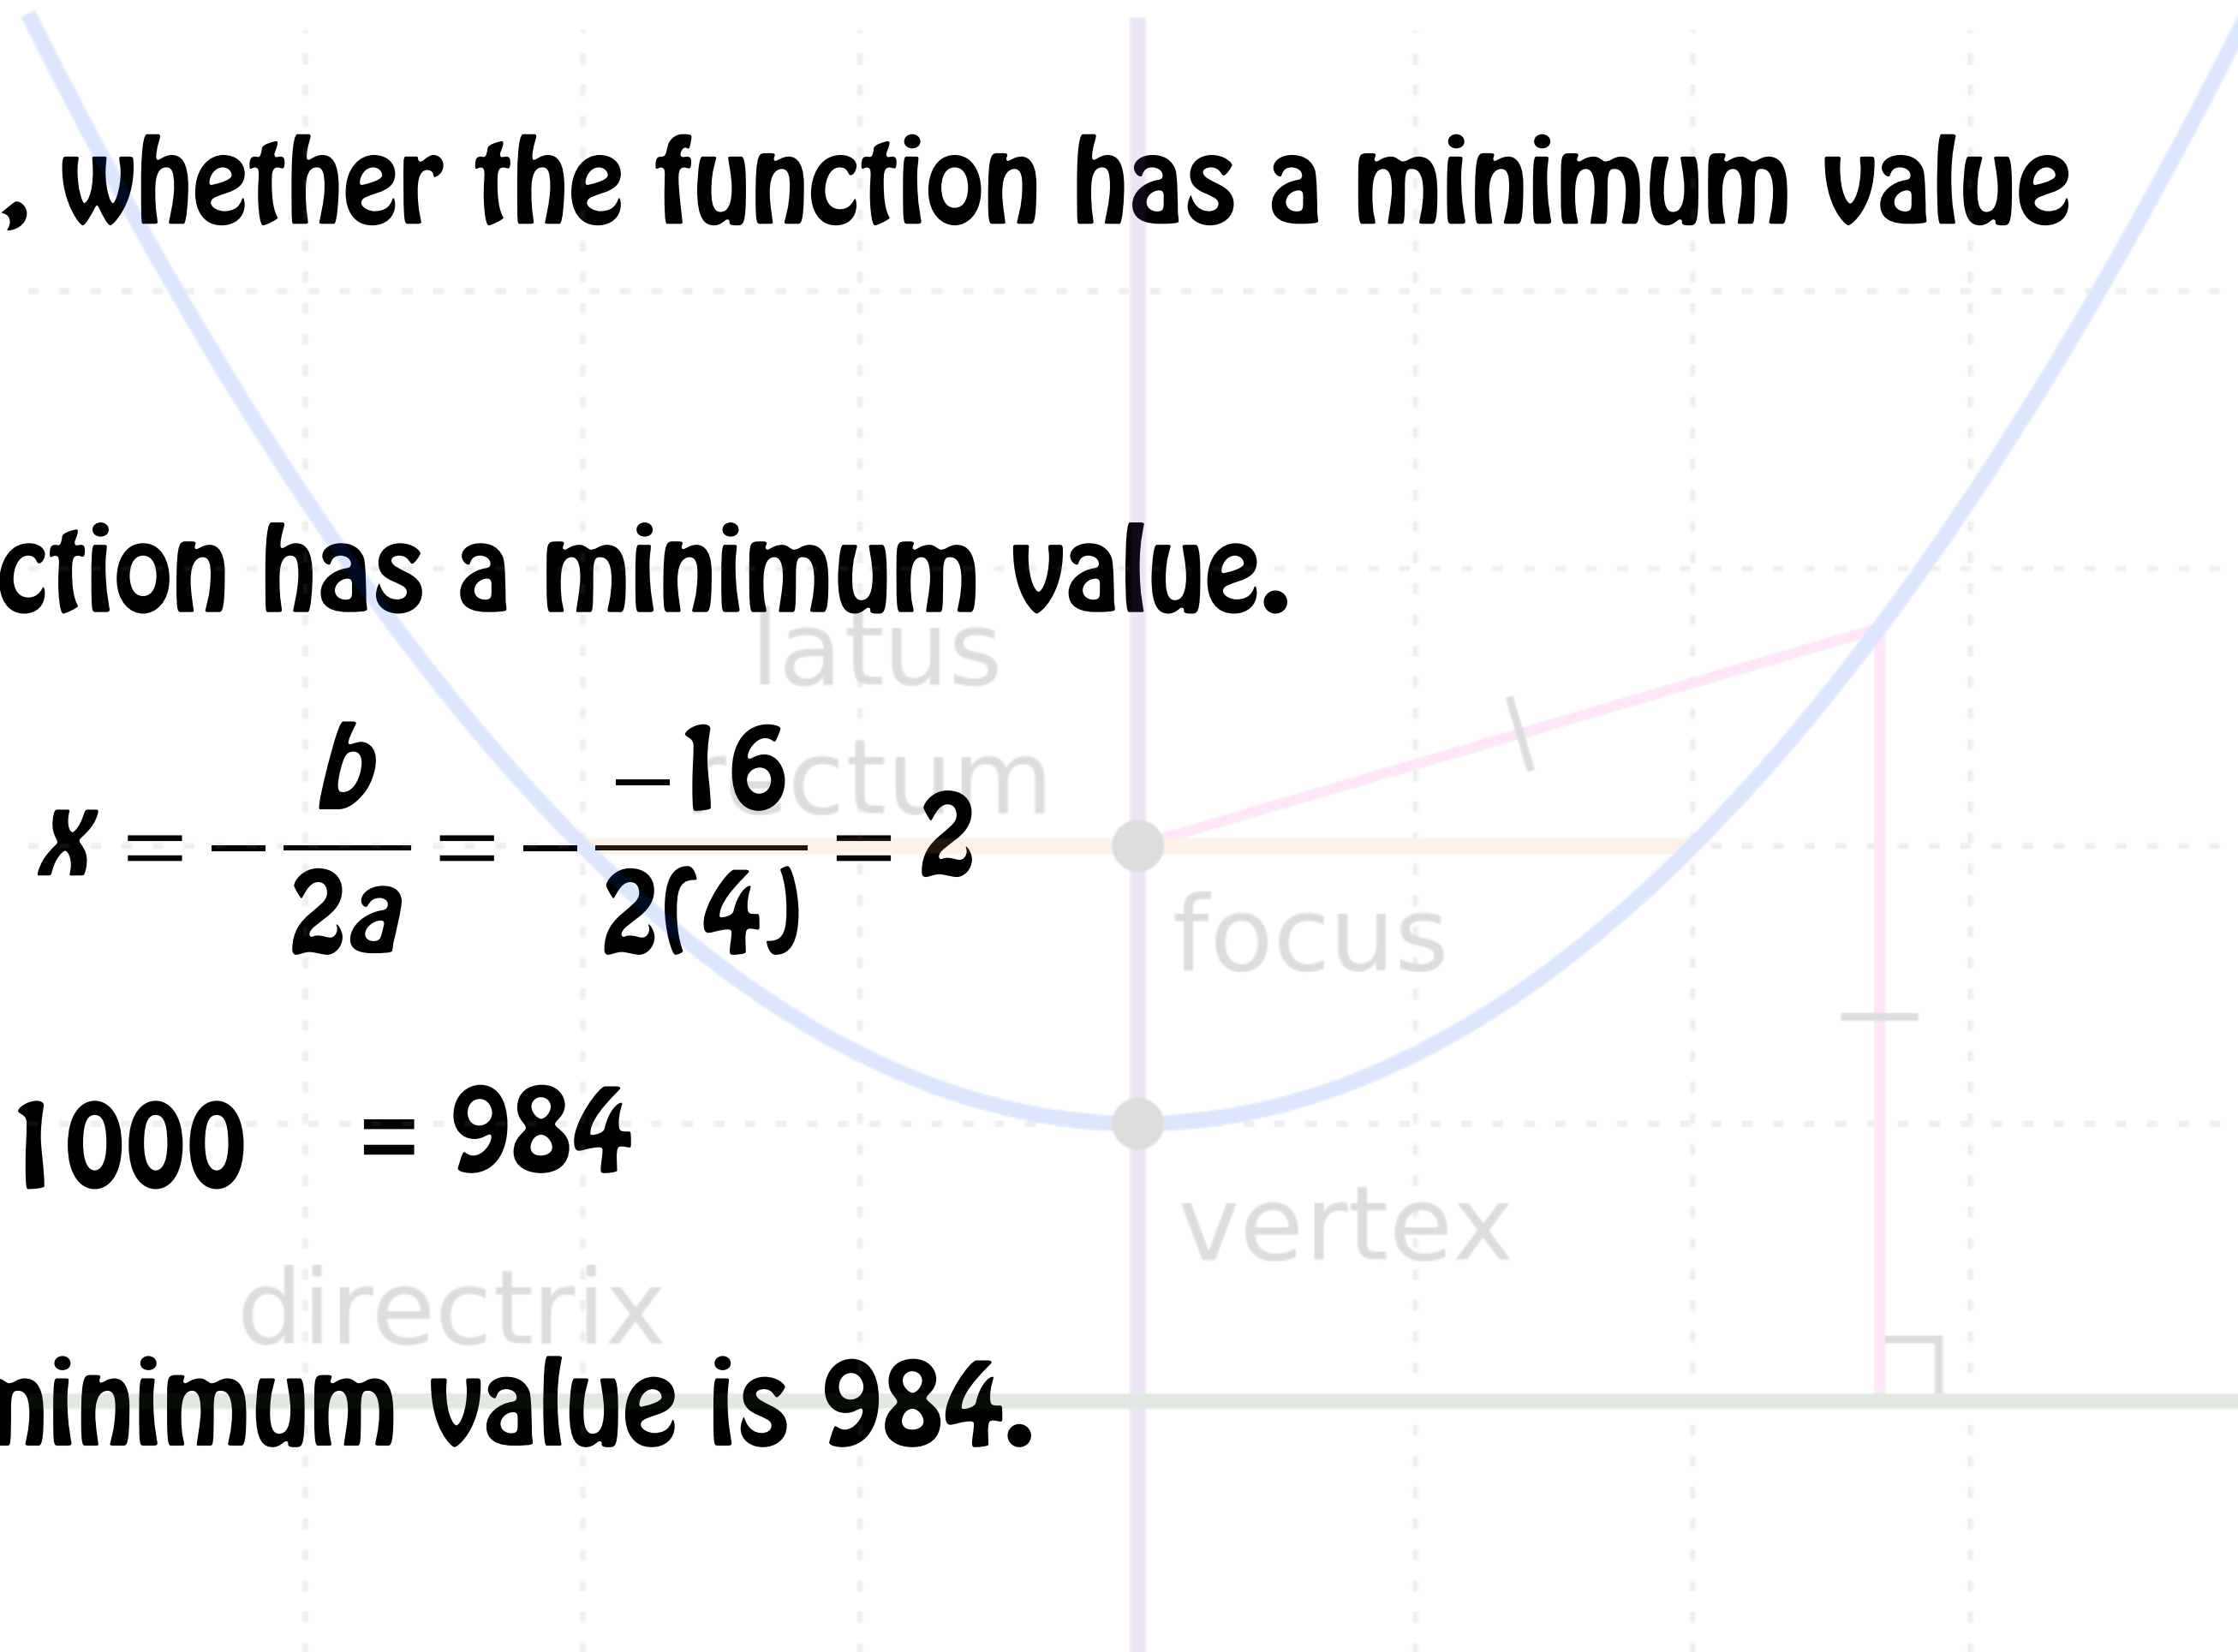 , whether the function has a minimum value
ction has a minimum value.
latus
rectum
x = -b/2a = - -16/2(4) = 2
focus
1000 = 984
vertex
directrix
minimum value is 984.